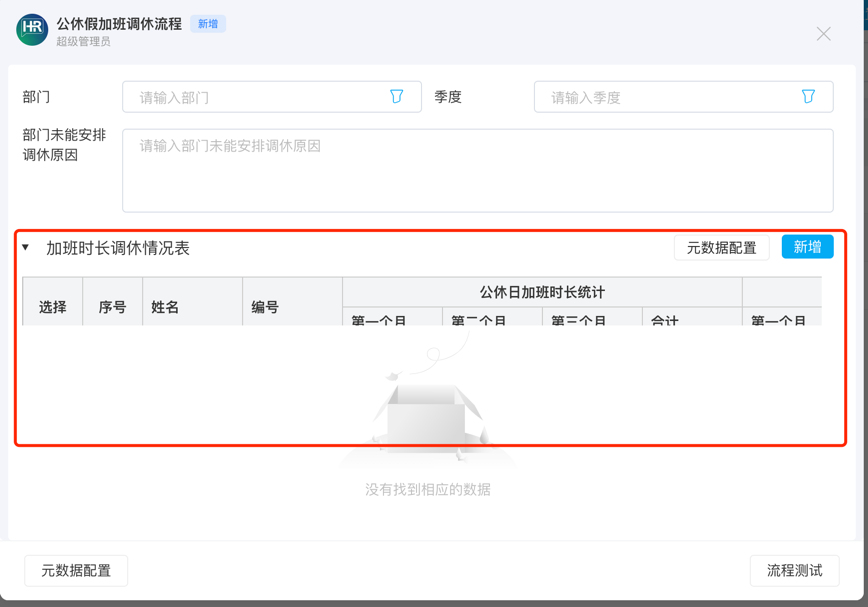 HR
公休假加班调休流程 新增
超级管理员
部门 请输入部门 季度 请输入季度
部门未能安排
调休原因
请输入部门未能安排调休原因
加班时长调休情况表 元数据配置 新增
选择 序号 姓名 编号 公休日加班时长统计
第一个月 第二个月 第三个月 合计 第一个月
没有找到相应的数据
元数据配置 流程测试